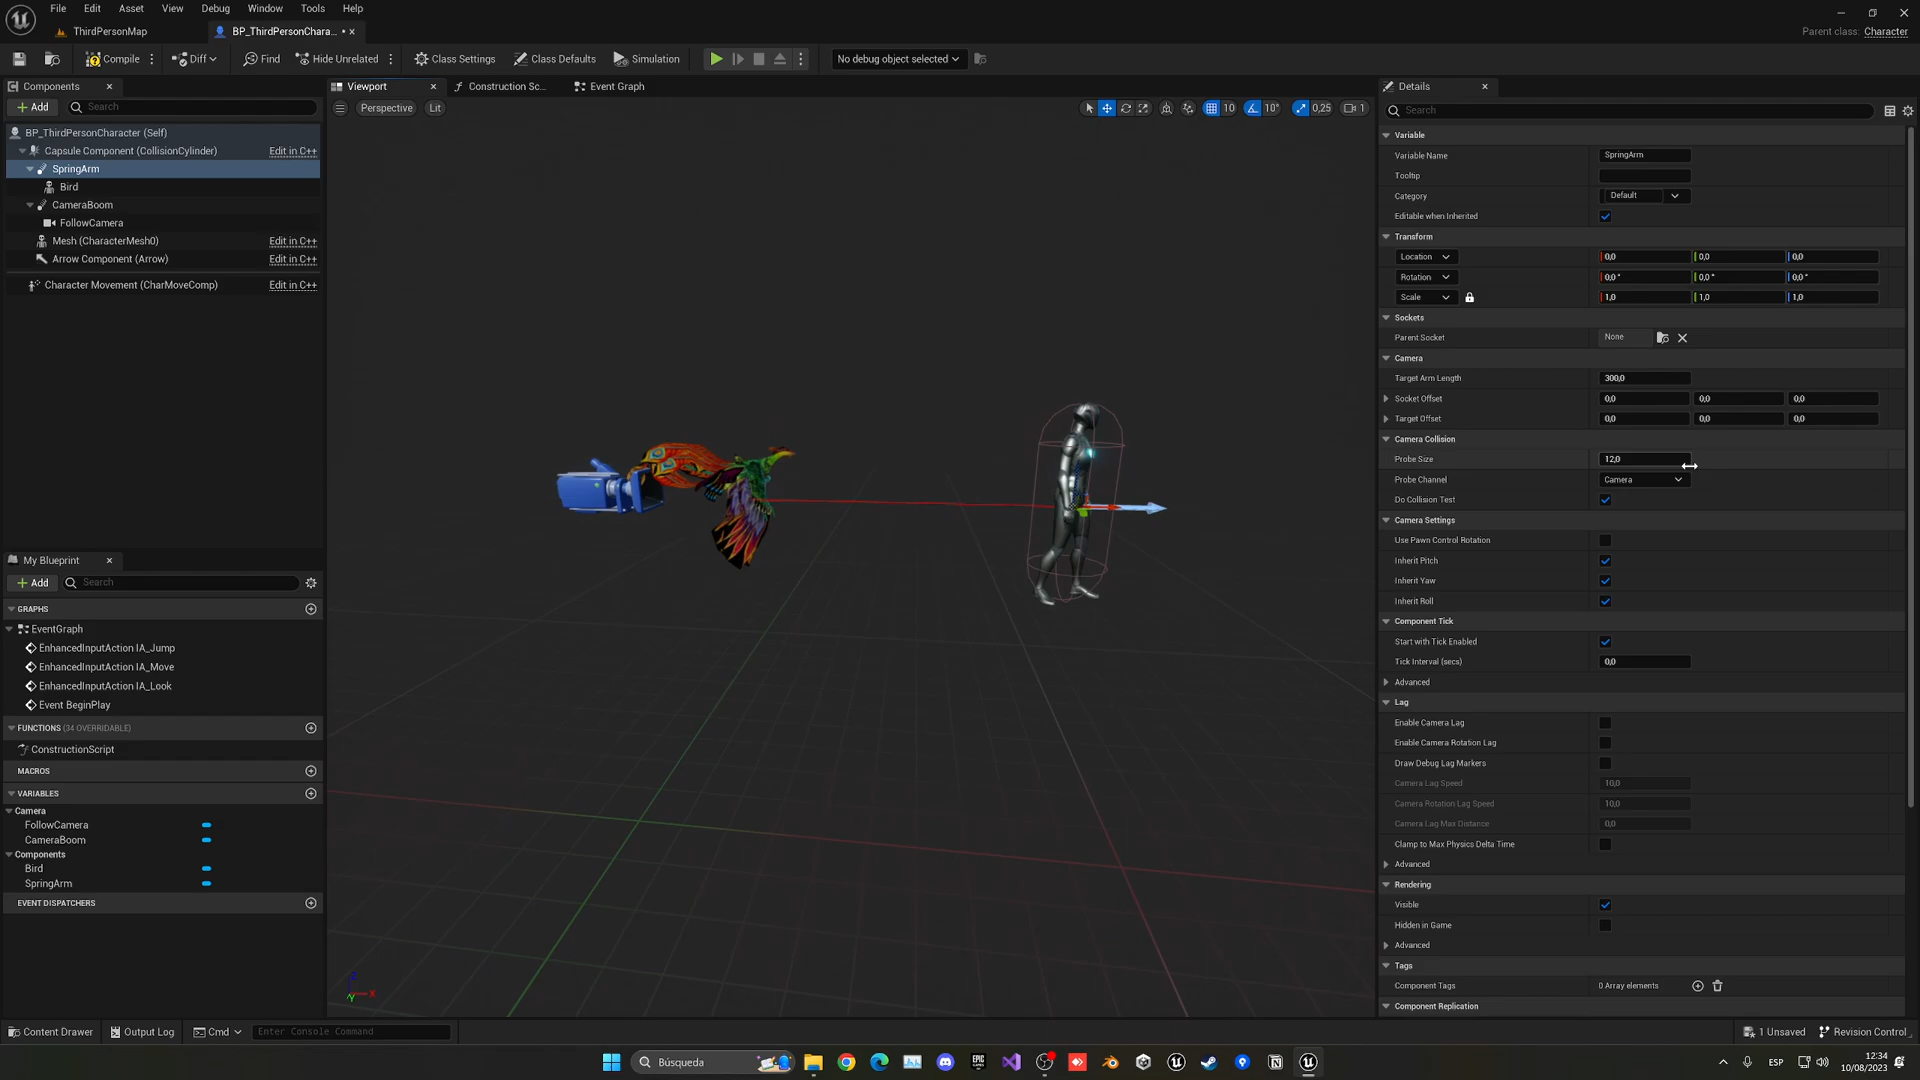 File Edit Asset View Debug Window Tools Help
ThirdPersonMap
BP_ThirdPersonChara... •
Parent class: Character
Compile
Diff
Find
Hide Unrelated
Class Settings
Class Defaults
Simulation
No debug object selected
Components
Add
Search
BP_ThirdPersonCharacter (Self)
Capsule Component (CollisionCylinder) Edit in C++
SpringArm
Bird
CameraBoom
FollowCamera
Mesh (CharacterMesh0) Edit in C++
Arrow Component (Arrow) Edit in C++
Character Movement (CharMoveComp) Edit in C++
My Blueprint
Add
Search
GRAPHS
EventGraph
EnhancedInputAction IA_Jump
EnhancedInputAction IA_Move
EnhancedInputAction IA_Look
Event BeginPlay
FUNCTIONS (34 OVERRIDABLE)
ConstructionScript
MACROS
VARIABLES
Camera
FollowCamera
CameraBoom
Components
Bird
SpringArm
EVENT DISPATCHERS
Viewport
Construction Sc...
Event Graph
Perspective
Lit
10
10°
0,25
1
Z
X
Y
Details
Search
Variable
Variable Name SpringArm
Tooltip
Category Default
Editable when Inherited
Transform
Location 0,0 0,0 0,0
Rotation 0,0 ° 0,0 ° 0,0 °
Scale 1,0 1,0 1,0
Sockets
Parent Socket None
Camera
Target Arm Length 300,0
Socket Offset 0,0 0,0 0,0
Target Offset 0,0 0,0 0,0
Camera Collision
Probe Size 12,0
Probe Channel Camera
Do Collision Test
Camera Settings
Use Pawn Control Rotation
Inherit Pitch
Inherit Yaw
Inherit Roll
Component Tick
Start with Tick Enabled
Tick Interval (secs) 0,0
Advanced
Lag
Enable Camera Lag
Enable Camera Rotation Lag
Draw Debug Lag Markers
Camera Lag Speed 10,0
Camera Rotation Lag Speed 10,0
Camera Lag Max Distance 0,0
Clamp to Max Physics Delta Time
Advanced
Rendering
Visible
Hidden in Game
Advanced
Tags
Component Tags 0 Array elements
Component Replication
Content Drawer
Output Log
Cmd
Enter Console Command
1 Unsaved
Revision Control
Búsqueda
ESP
12:34
10/08/2023